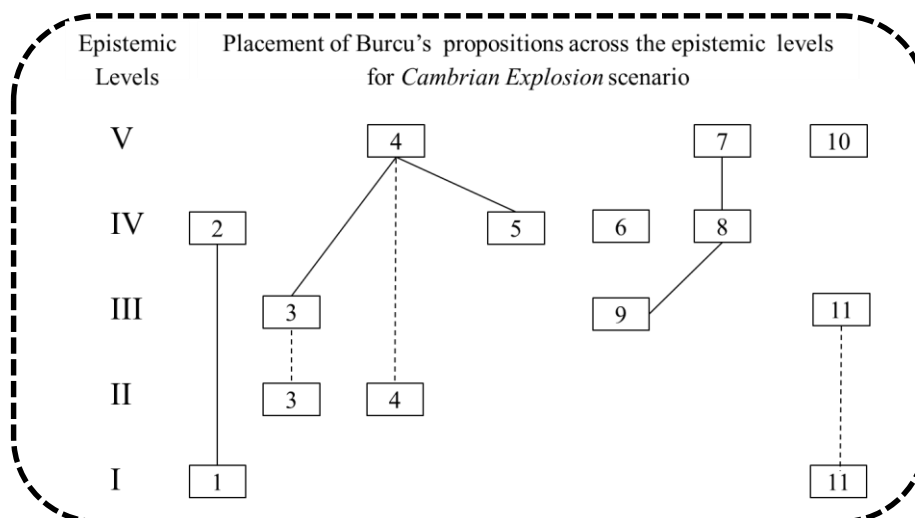 Epistemic Levels
Placement of Burcu's propositions across the epistemic levels
for Cambrian Explosion scenario
V 4 7 10
IV 2 5 6 8
III 3 9 11
II 3 4
I 1 11